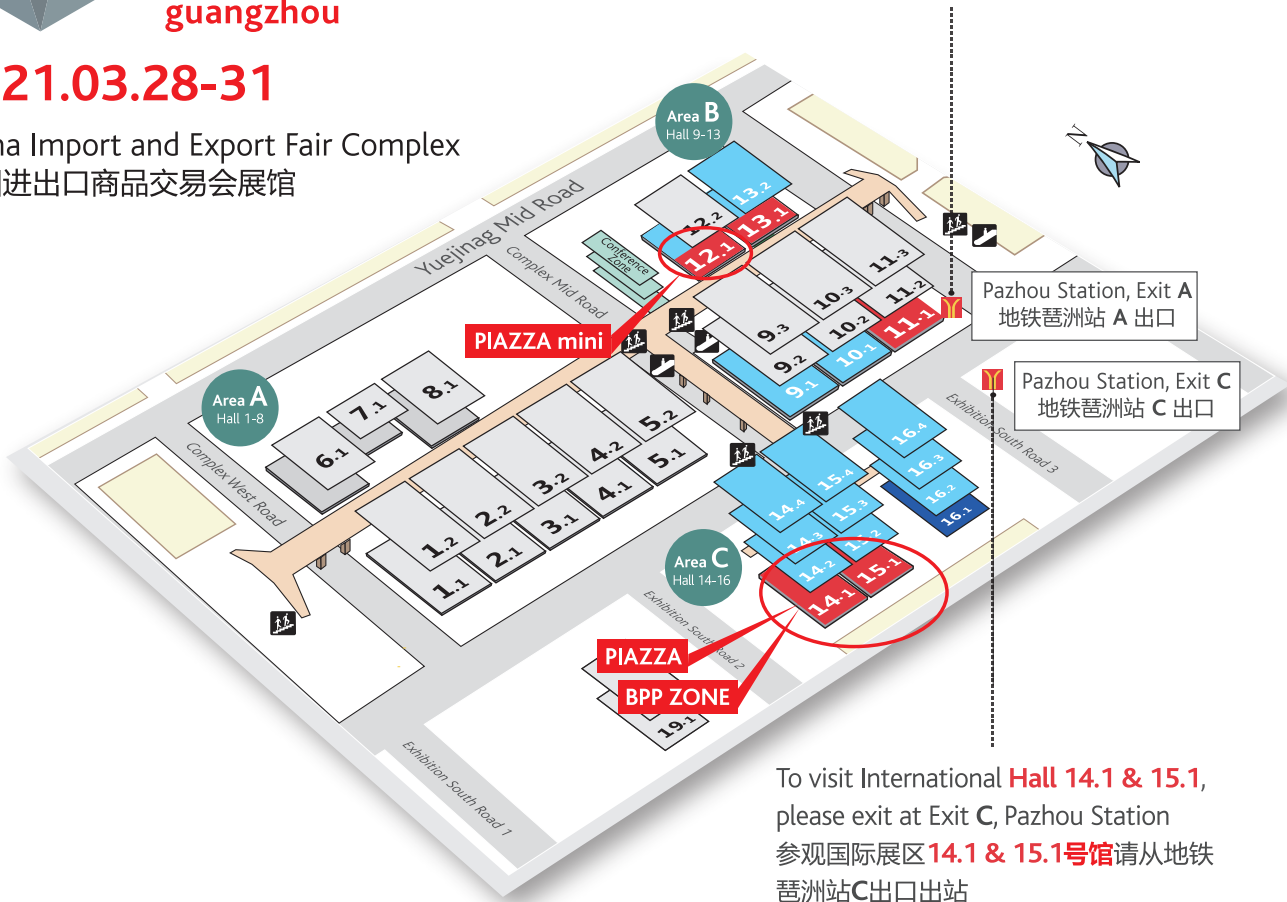 guangzhou
21.03.28-31
na Import and Export Fair Complex
国进出口商品交易会展馆
Area B
Hall 9-13
N
Yuejinag Mid Road
Complex Mid Road
Conference
Zone
13.2
12.2
13.1
12.1
11.3
10.3
11.2
9.3
10.2
11.1
9.2
10.1
9.1
Pazhou Station, Exit A
地铁琶洲站 A 出口
PIAZZA mini
Pazhou Station, Exit C
地铁琶洲站 C 出口
Exhibition South Road 3
Area A
Hall 1-8
8.1
7.1
6.1
Complex West Road
5.2
4.2
5.1
3.2
4.1
2.2
3.1
1.2
2.1
1.1
16.4
16.3
16.2
16.1
15.4
14.4
15.3
14.3
15.2
14.2
15.1
14.1
Area C
Hall 14-16
Exhibition South Road 2
PIAZZA
BPP ZONE
19.1
Exhibition South Road 1
To visit International Hall 14.1 & 15.1,
please exit at Exit C, Pazhou Station
参观国际展区14.1 & 15.1号馆请从地铁
琶洲站C出口出站